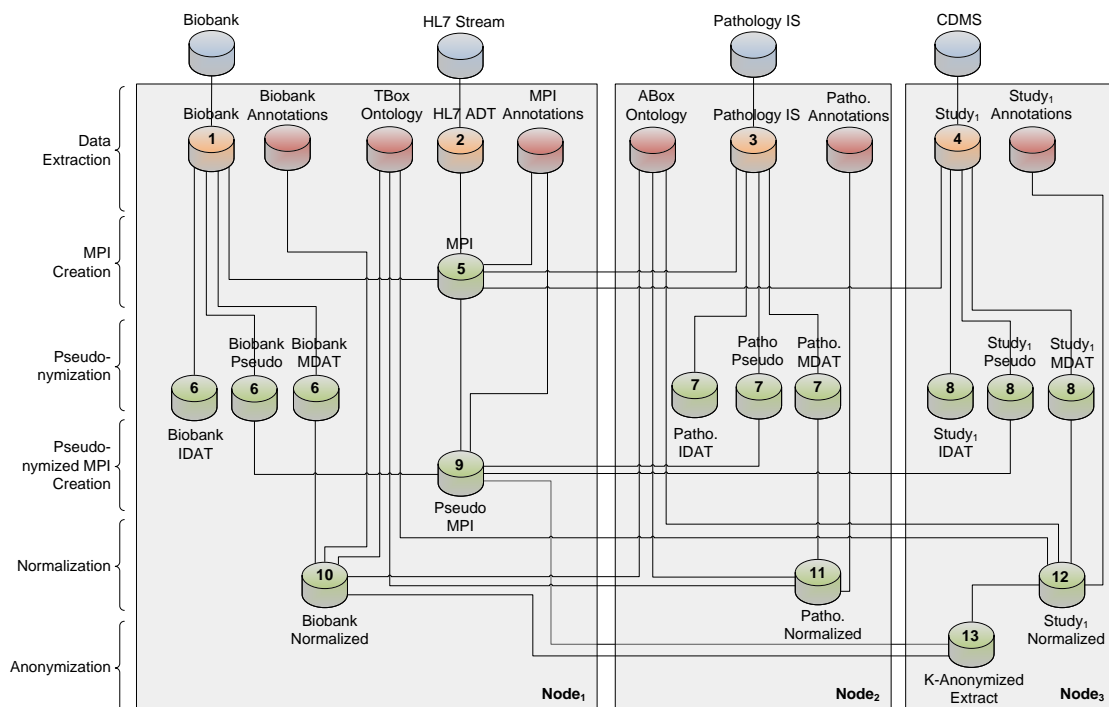 Biobank
HL7 Stream
Pathology IS
CDMS
Data
Extraction
Biobank
Biobank
Annotations
TBox
Ontology
HL7 ADT
MPI
Annotations
ABox
Ontology
Pathology IS
Patho.
Annotations
Study₁
Study₁
Annotations
1
2
3
4
MPI
Creation
MPI
5
Pseudo-
nymization
Biobank
Pseudo
Biobank
MDAT
Patho
Pseudo
Patho.
MDAT
Study₁
Pseudo
Study₁
MDAT
6
6
6
7
7
7
8
8
8
Biobank
IDAT
Patho.
IDAT
Study₁
IDAT
Pseudo-
nymized MPI
Creation
9
Pseudo
MPI
Normalization
10
11
12
Biobank
Normalized
Patho.
Normalized
Study₁
Normalized
Anonymization
13
K-Anonymized
Extract
Node₁
Node₂
Node₃